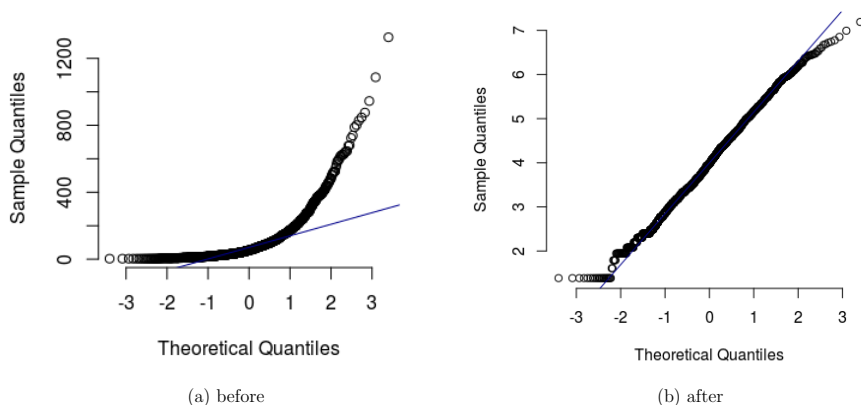 1200
800
400
0
Sample Quantiles
-3 -2 -1 0 1 2 3
Theoretical Quantiles
(a) before
7
6
5
4
3
2
Sample Quantiles
-3 -2 -1 0 1 2 3
Theoretical Quantiles
(b) after